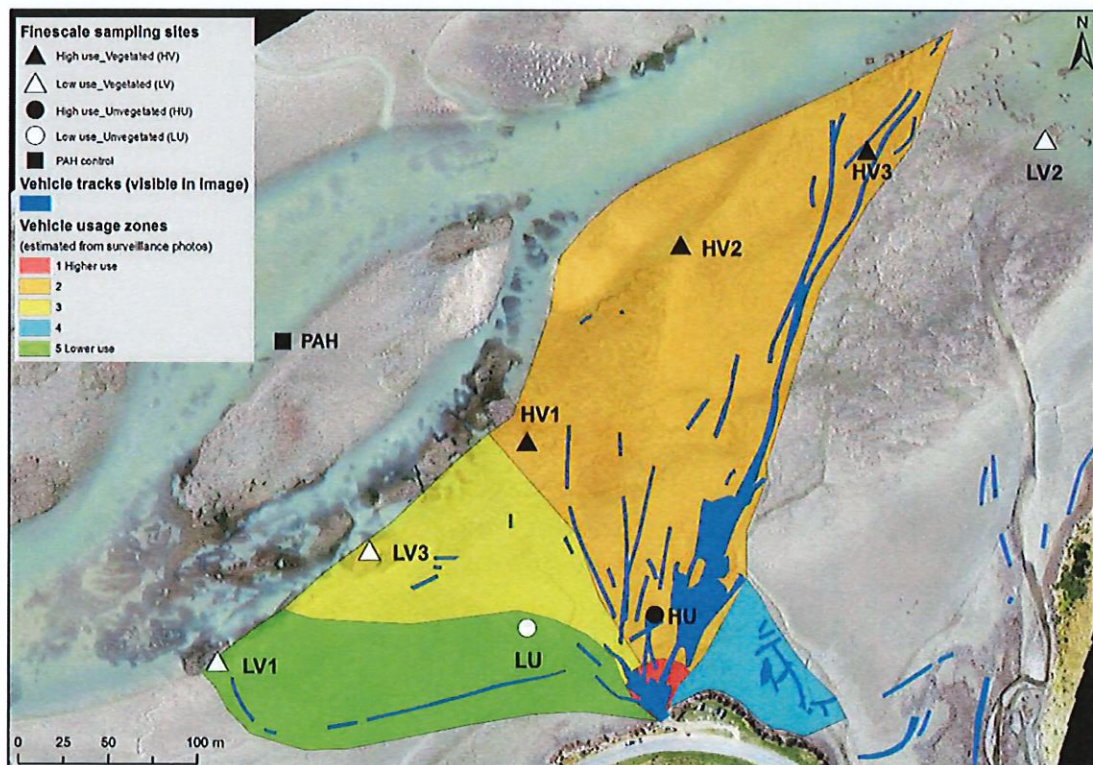 Finescale sampling sites
High use_Vegetated (HV)
Low use_Vegetated (LV)
High use_Unvegetated (HU)
Low use_Unvegetated (LU)
PAH control
Vehicle tracks (visible in image)
Vehicle usage zones
(estimated from surveillance photos)
1 Higher use
2
3
4
5 Lower use
N
HV3
LV2
HV2
PAH
HV1
LV3
HU
LU
LV1
0 25 50 100 m